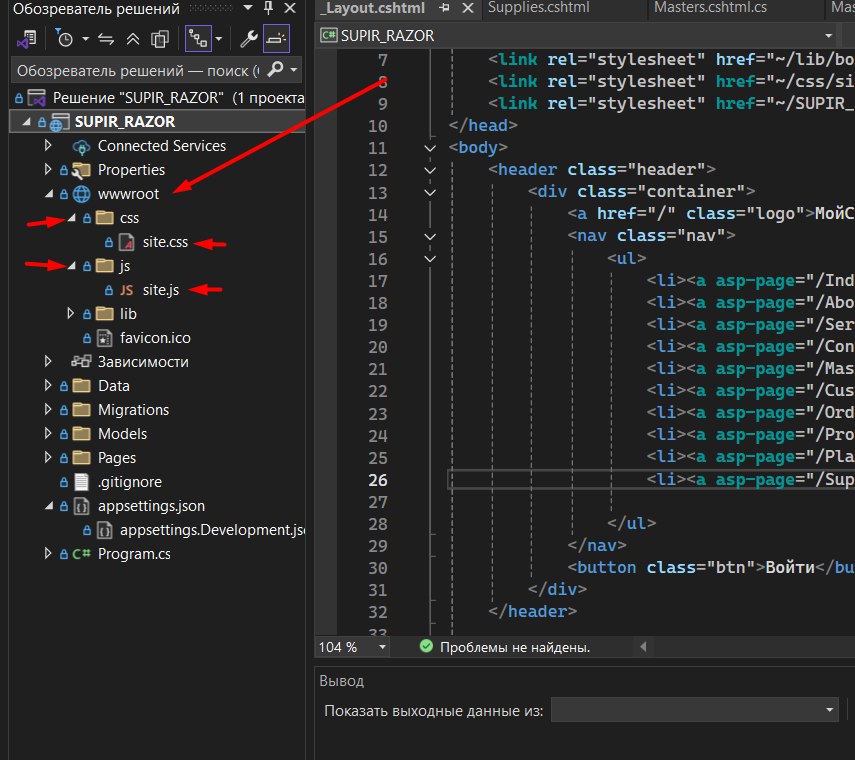 Обозреватель решений
Обозреватель решений — поиск (
Решение "SUPIR_RAZOR" (1 проекта
SUPIR_RAZOR
Connected Services
Properties
wwwroot
css
site.css
js
JS site.js
lib
favicon.ico
Зависимости
Data
Migrations
Models
Pages
.gitignore
appsettings.json
appsettings.Development.js
C# Program.cs
_Layout.cshtml
Supplies.cshtml
Masters.cshtml.cs
Mas
C# SUPIR_RAZOR
7 <link rel="stylesheet" href="~/lib/bo
8 <link rel="stylesheet" href="~/css/si
9 <link rel="stylesheet" href="~/SUPIR_
10 </head>
11 <body>
12 <header class="header">
13 <div class="container">
14 <a href="/" class="logo">МойС
15 <nav class="nav">
16 <ul>
17 <li><a asp-page="/Ind
18 <li><a asp-page="/Abo
19 <li><a asp-page="/Ser
20 <li><a asp-page="/Con
21 <li><a asp-page="/Mas
22 <li><a asp-page="/Cus
23 <li><a asp-page="/Ord
24 <li><a asp-page="/Pro
25 <li><a asp-page="/Pla
26 <li><a asp-page="/Sup
27
28 </ul>
29 </nav>
30 <button class="btn">Войти</bu
31 </div>
32 </header>
33
104 %
Проблемы не найдены.
Вывод
Показать выходные данные из: